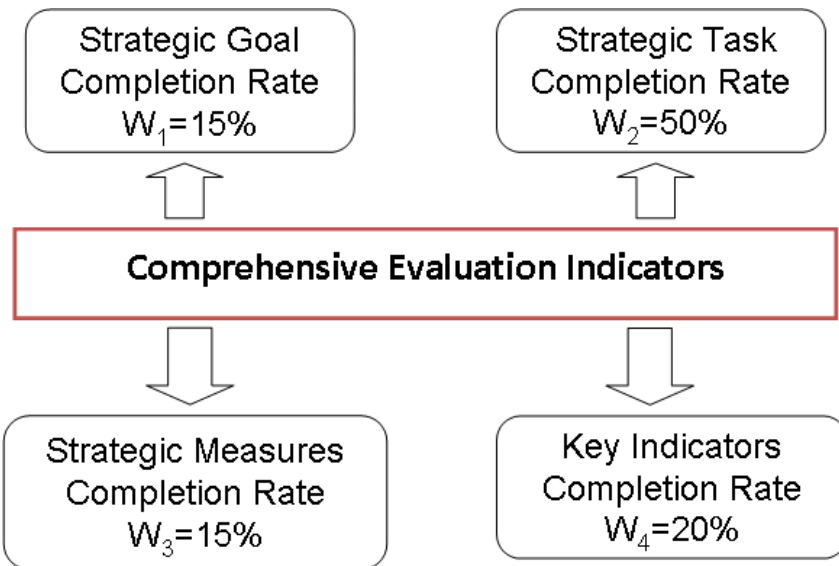 Strategic Goal
Completion Rate
W₁=15%
Strategic Task
Completion Rate
W₂=50%
Comprehensive Evaluation Indicators
Strategic Measures
Completion Rate
W₃=15%
Key Indicators
Completion Rate
W₄=20%